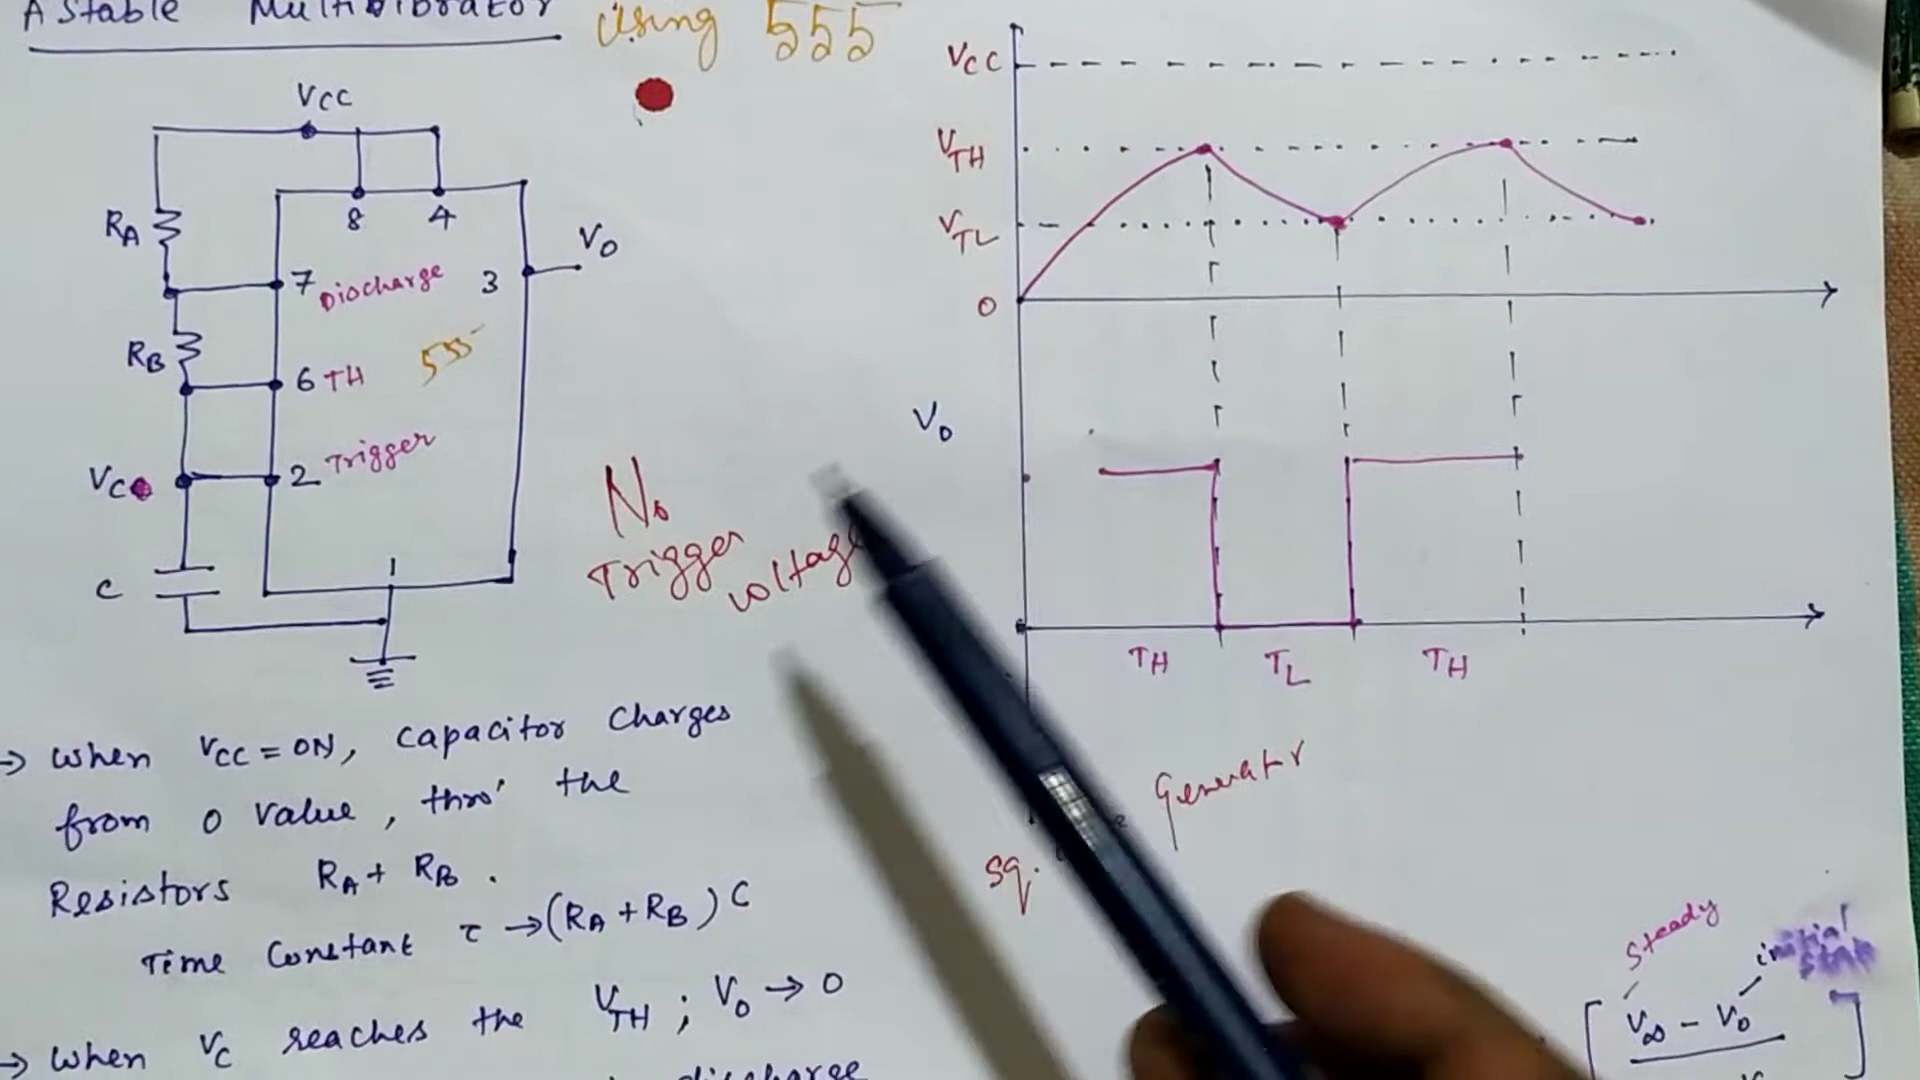 Astable Multivibrator using 555
VCC
RA
8
4
7 Discharge
3
VO
RB
6 TH
555
VC
2 Trigger
C
1
No
Trigger
voltage
VCC
VTH
VTL
0
VO
TH
TL
TH
Sq.
Generator
→ When VCC = ON, capacitor charges
from 0 value, thro' the
Resistors RA + RB.
Time Constant τ → (RA + RB) C
→ When VC reaches the VTH ; VO → 0
discharge
steady
initial
V∞ - VO